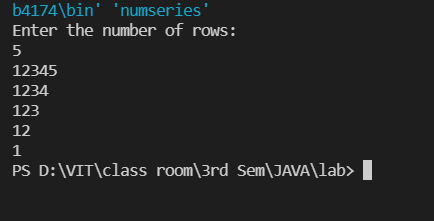 b4174\bin' 'numseries'
Enter the number of rows:
5
12345
1234
123
12
1
PS D:\VIT\class room\3rd Sem\JAVA\lab>